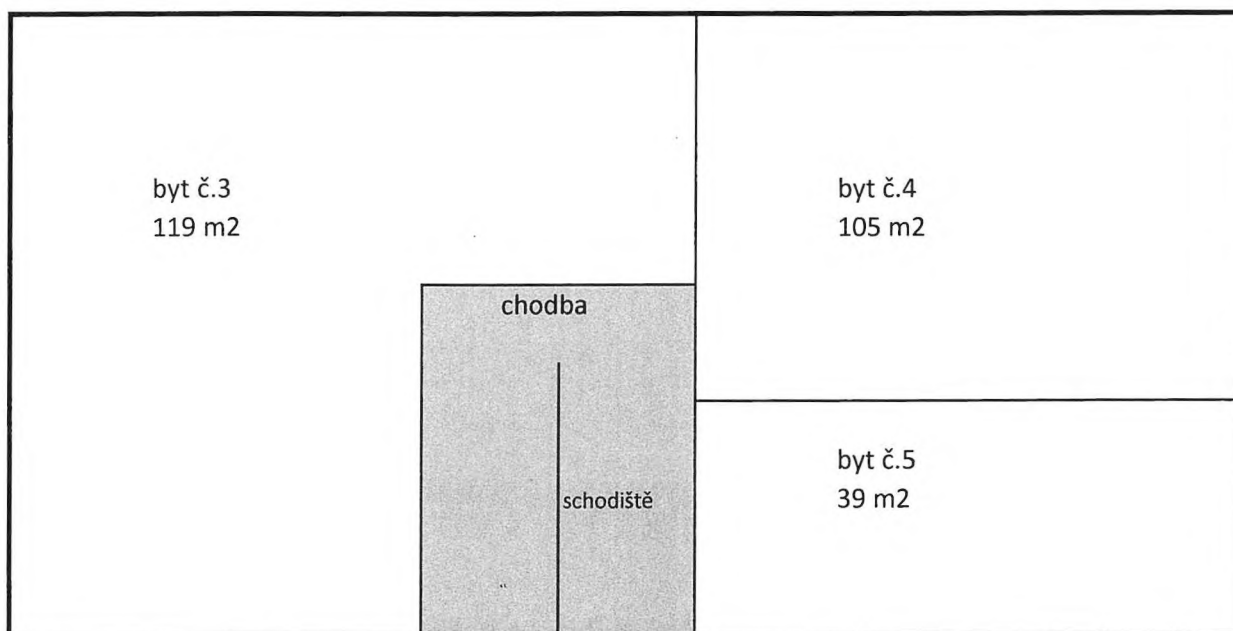 byt č.3
119 m2
byt č.4
105 m2
chodba
schodiště
byt č.5
39 m2